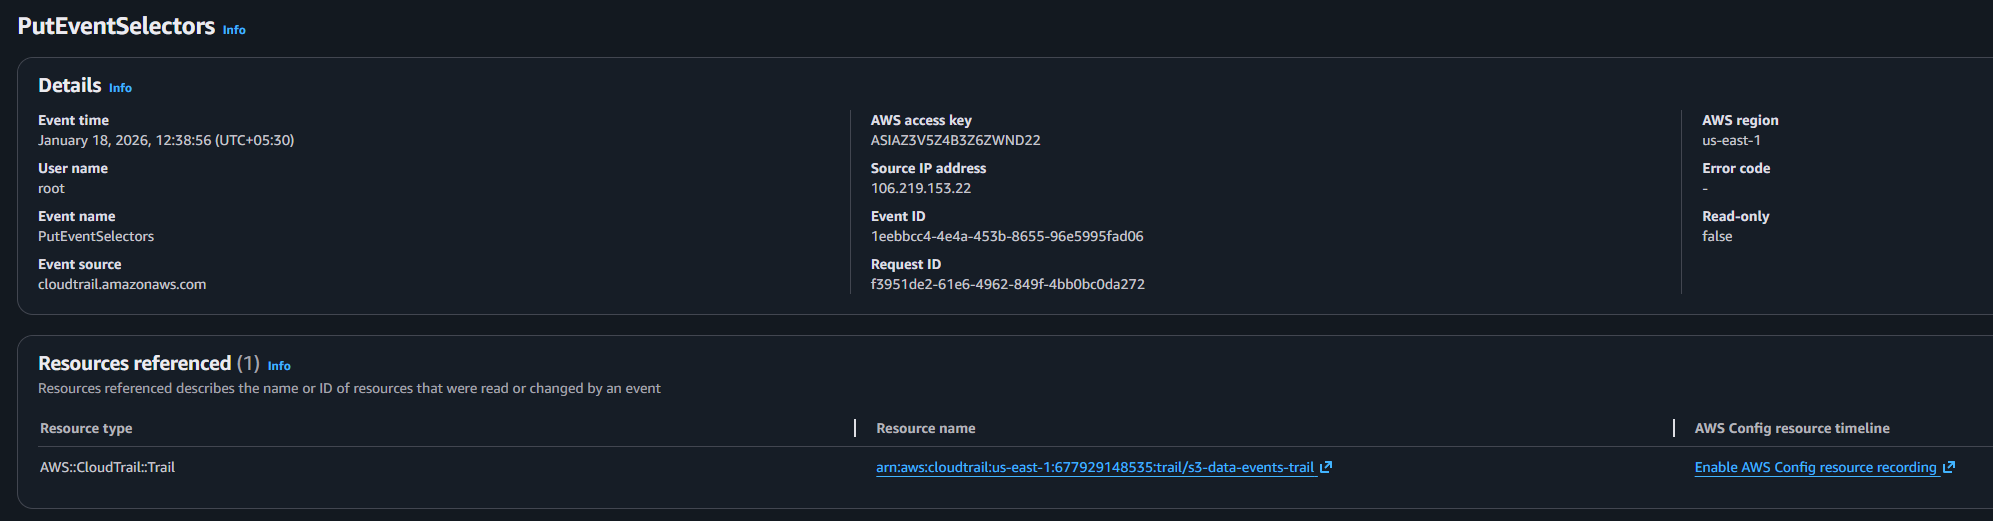 PutEventSelectors Info
Details Info
Event time
January 18, 2026, 12:38:56 (UTC+05:30)
User name
root
Event name
PutEventSelectors
Event source
cloudtrail.amazonaws.com
AWS access key
ASIAZ3V5Z4B3Z6ZWND22
Source IP address
106.219.153.22
Event ID
1eebbcc4-4e4a-453b-8655-96e5995fad06
Request ID
f3951de2-61e6-4962-849f-4bb0bc0da272
AWS region
us-east-1
Error code
-
Read-only
false
Resources referenced (1) Info
Resources referenced describes the name or ID of resources that were read or changed by an event
Resource type Resource name AWS Config resource timeline
AWS::CloudTrail::Trail arn:aws:cloudtrail:us-east-1:677929148535:trail/s3-data-events-trail Enable AWS Config resource recording